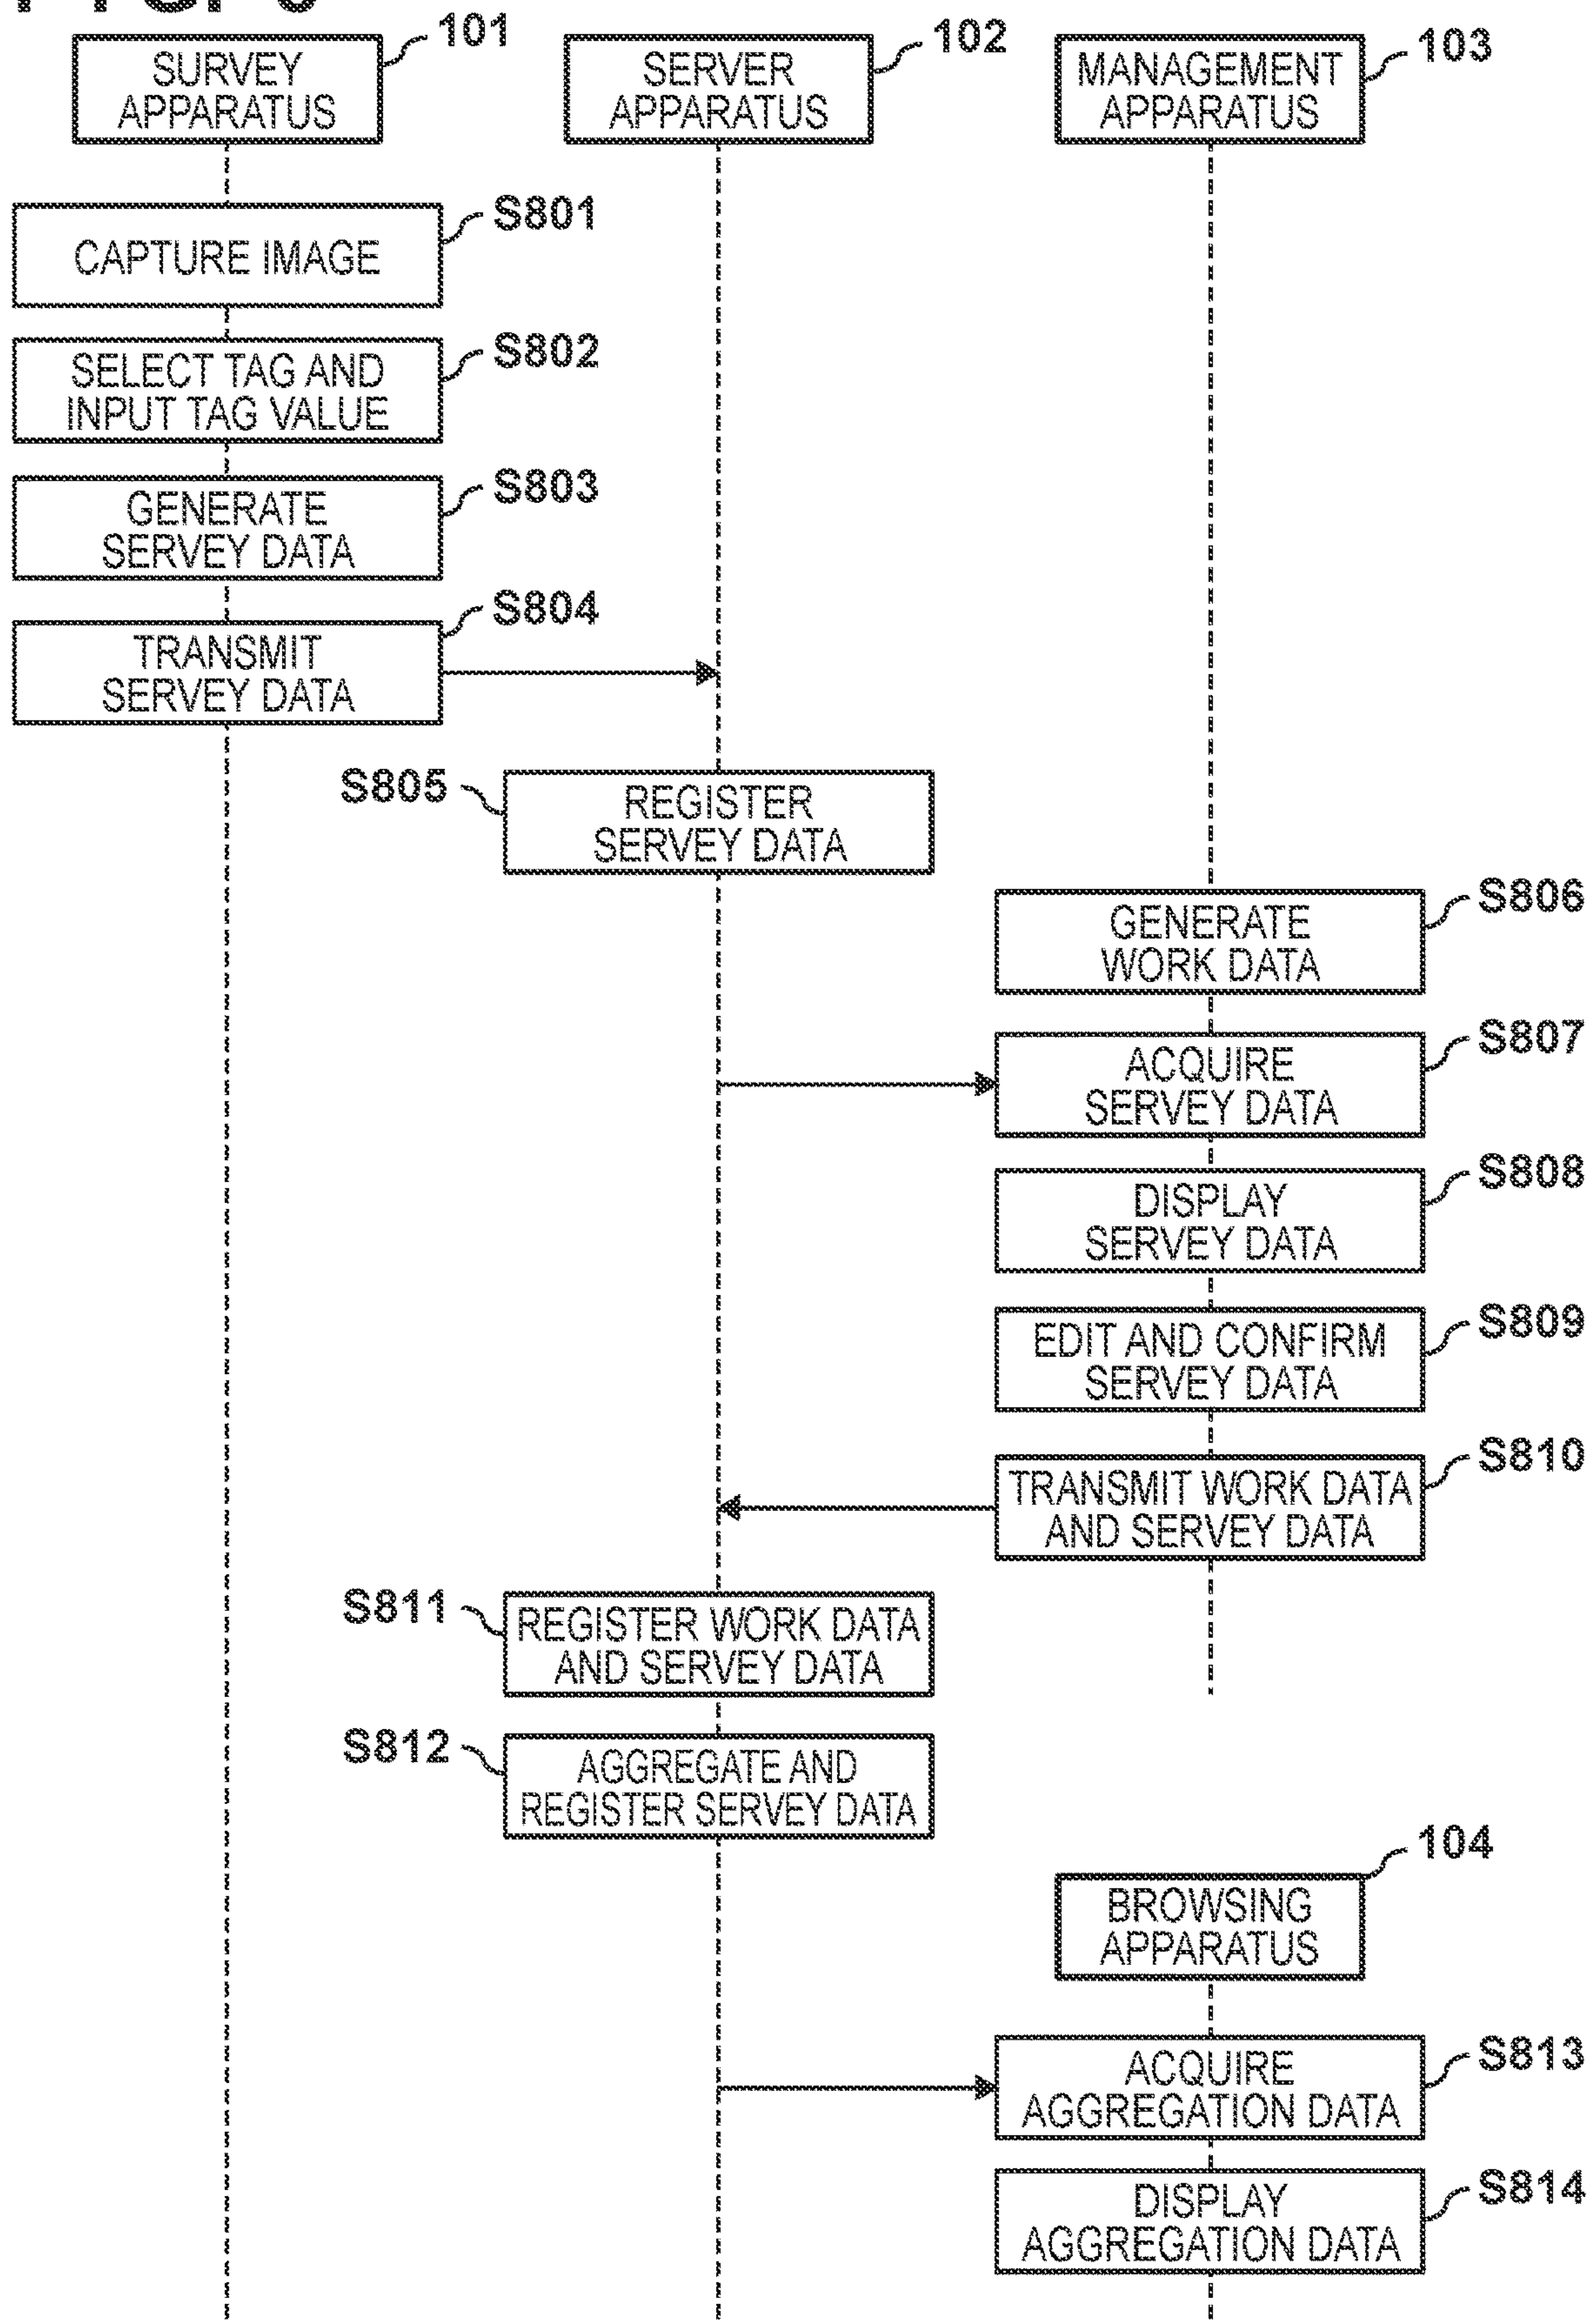 101
SURVEY
APPARATUS
102
SERVER
APPARATUS
103
MANAGEMENT
APPARATUS
S801
CAPTURE IMAGE
S802
SELECT TAG AND
INPUT TAG VALUE
S803
GENERATE
SERVEY DATA
S804
TRANSMIT
SERVEY DATA
S805
REGISTER
SERVEY DATA
S806
GENERATE
WORK DATA
S807
ACQUIRE
SERVEY DATA
S808
DISPLAY
SERVEY DATA
S809
EDIT AND CONFIRM
SERVEY DATA
S810
TRANSMIT WORK DATA
AND SERVEY DATA
S811
REGISTER WORK DATA
AND SERVEY DATA
S812
AGGREGATE AND
REGISTER SERVEY DATA
104
BROWSING
APPARATUS
S813
ACQUIRE
AGGREGATION DATA
S814
DISPLAY
AGGREGATION DATA